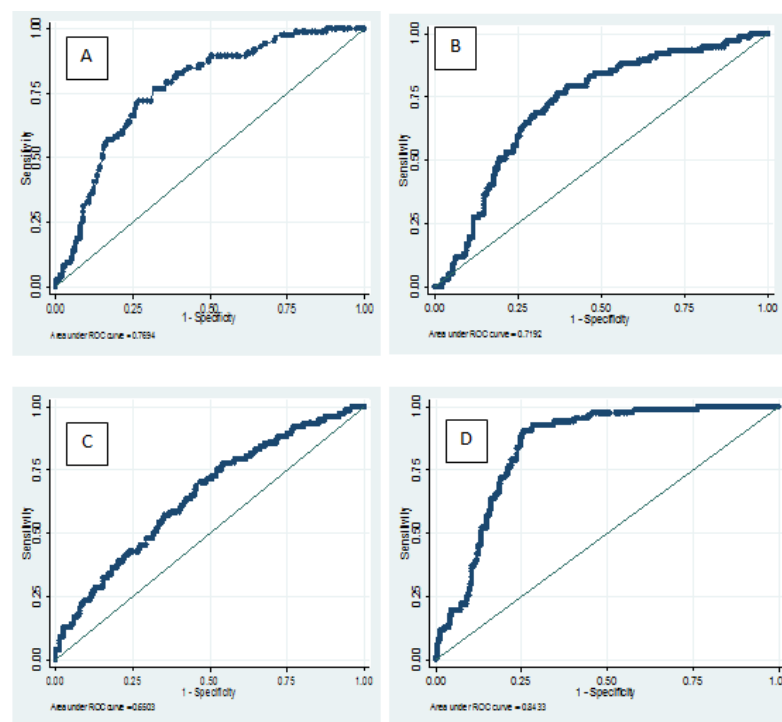 A
Sensitivity
1.00
0.75
0.50
0.25
0.00
0.00 0.25 0.50 0.75 1.00
1 - Specificity
Area under ROC curve = 0.7694
B
Sensitivity
1.00
0.75
0.50
0.25
0.00
0.00 0.25 0.50 0.75 1.00
1 - Specificity
Area under ROC curve = 0.7192
C
Sensitivity
1.00
0.75
0.50
0.25
0.00
0.00 0.25 0.50 0.75 1.00
1 - Specificity
Area under ROC curve = 0.6503
D
Sensitivity
1.00
0.75
0.50
0.25
0.00
0.00 0.25 0.50 0.75 1.00
1 - Specificity
Area under ROC curve = 0.8433